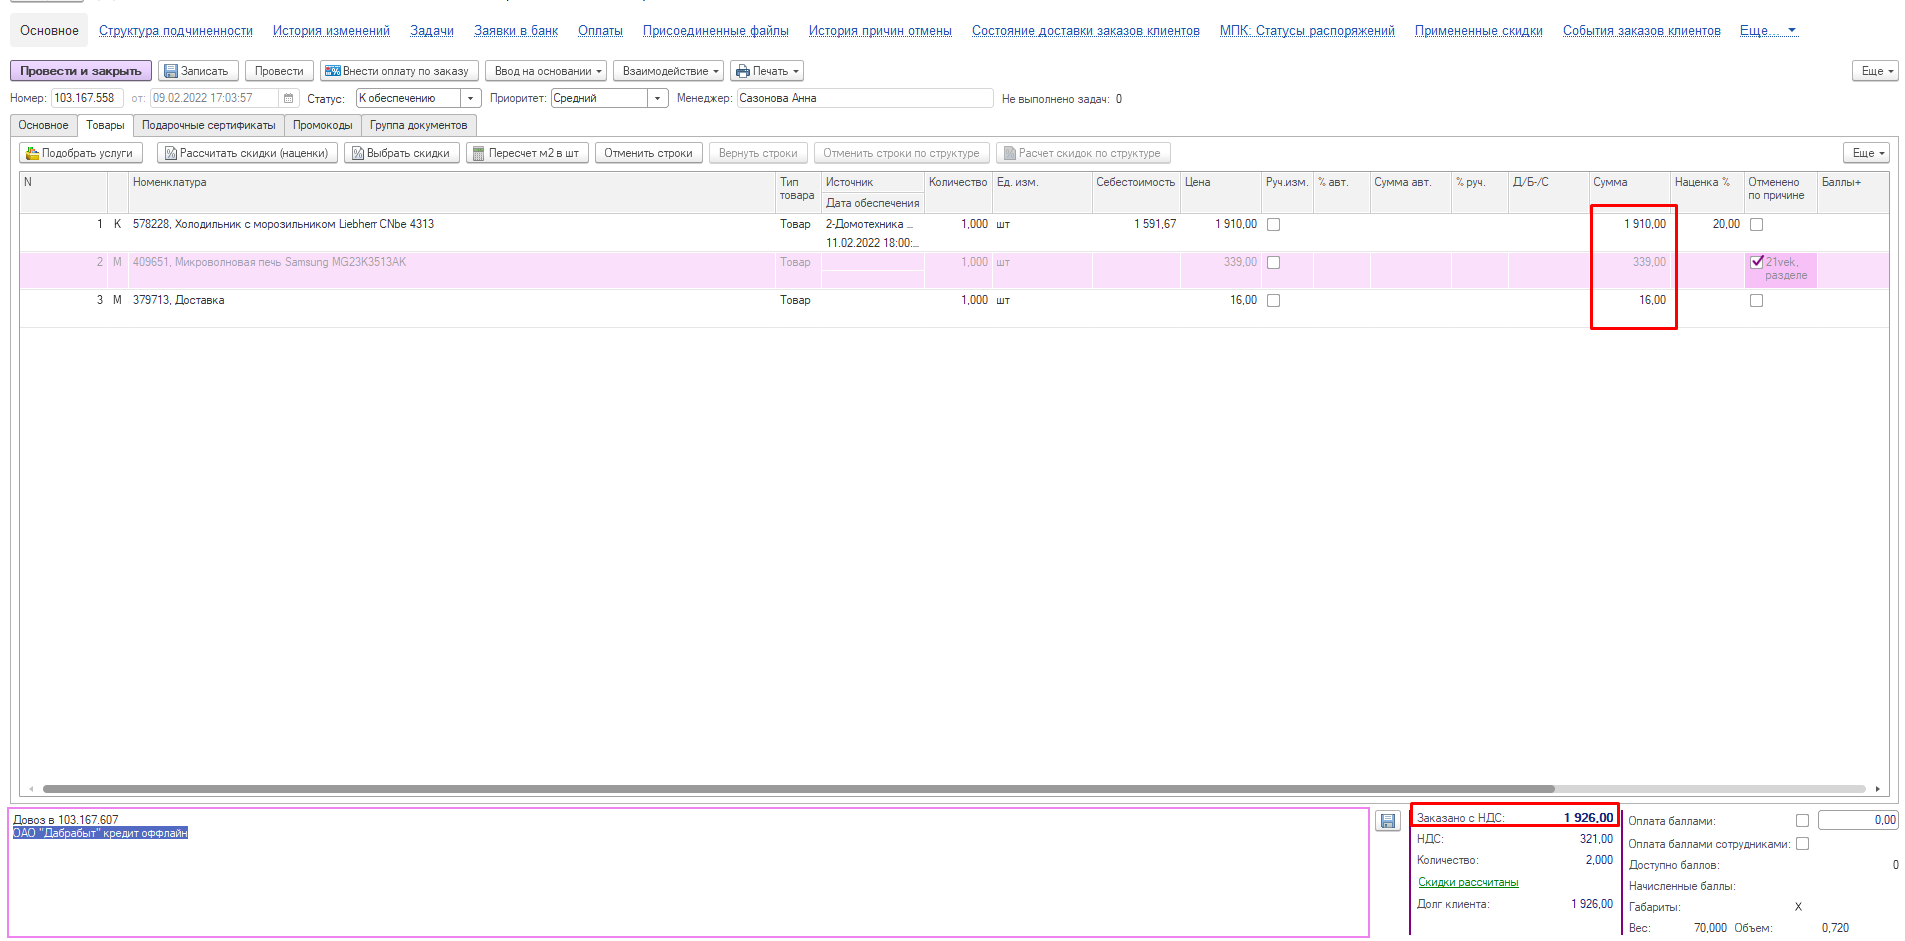 Основное Структура подчиненности История изменений Задачи Заявки в банк Оплаты Присоединенные файлы История причин отмены Состояние доставки заказов клиентов МПК: Статусы распоряжений Примененные скидки События заказов клиентов Еще...
Провести и закрыть Записать Провести Внести оплату по заказу Ввод на основании Взаимодействие Печать Еще
Номер: 103.167.558 от: 09.02.2022 17:03:57 Статус: К обеспечению Приоритет: Средний Менеджер: Сазонова Анна Не выполнено задач: 0
Основное Товары Подарочные сертификаты Промокоды Группа документов
Подобрать услуги Рассчитать скидки (наценки) Выбрать скидки Пересчет м2 в шт Отменить строки Вернуть строки Отменить строки по структуре Расчет скидок по структуре Еще
N Номенклатура Тип товара Источник Количество Ед. изм. Себестоимость Цена Руч.изм. % авт. Сумма авт. % руч. Д/Б-/С Сумма Наценка % Отменено по причине Баллы+
Дата обеспечения
1 К 578228, Холодильник с морозильником Liebherr CNbe 4313 Товар 2-Домотехника ... 1,000 шт 1 591,67 1 910,00 1 910,00 20,00
11.02.2022 18:00:...
2 М 409651, Микроволновая печь Samsung MG23K3513AK Товар 1,000 шт 339,00 339,00 21vek,
разделе
3 М 379713, Доставка Товар 1,000 шт 16,00 16,00
Довоз в 103.167.607
ОАО "Дабрабыт" кредит оффлайн
Заказано с НДС: 1 926,00
НДС: 321,00
Количество: 2,000
Скидки рассчитаны
Долг клиента: 1 926,00
Оплата баллами: 0,00
Оплата баллами сотрудниками:
Доступно баллов: 0
Начисленные баллы:
Габариты: X
Вес: 70,000 Объем: 0,720